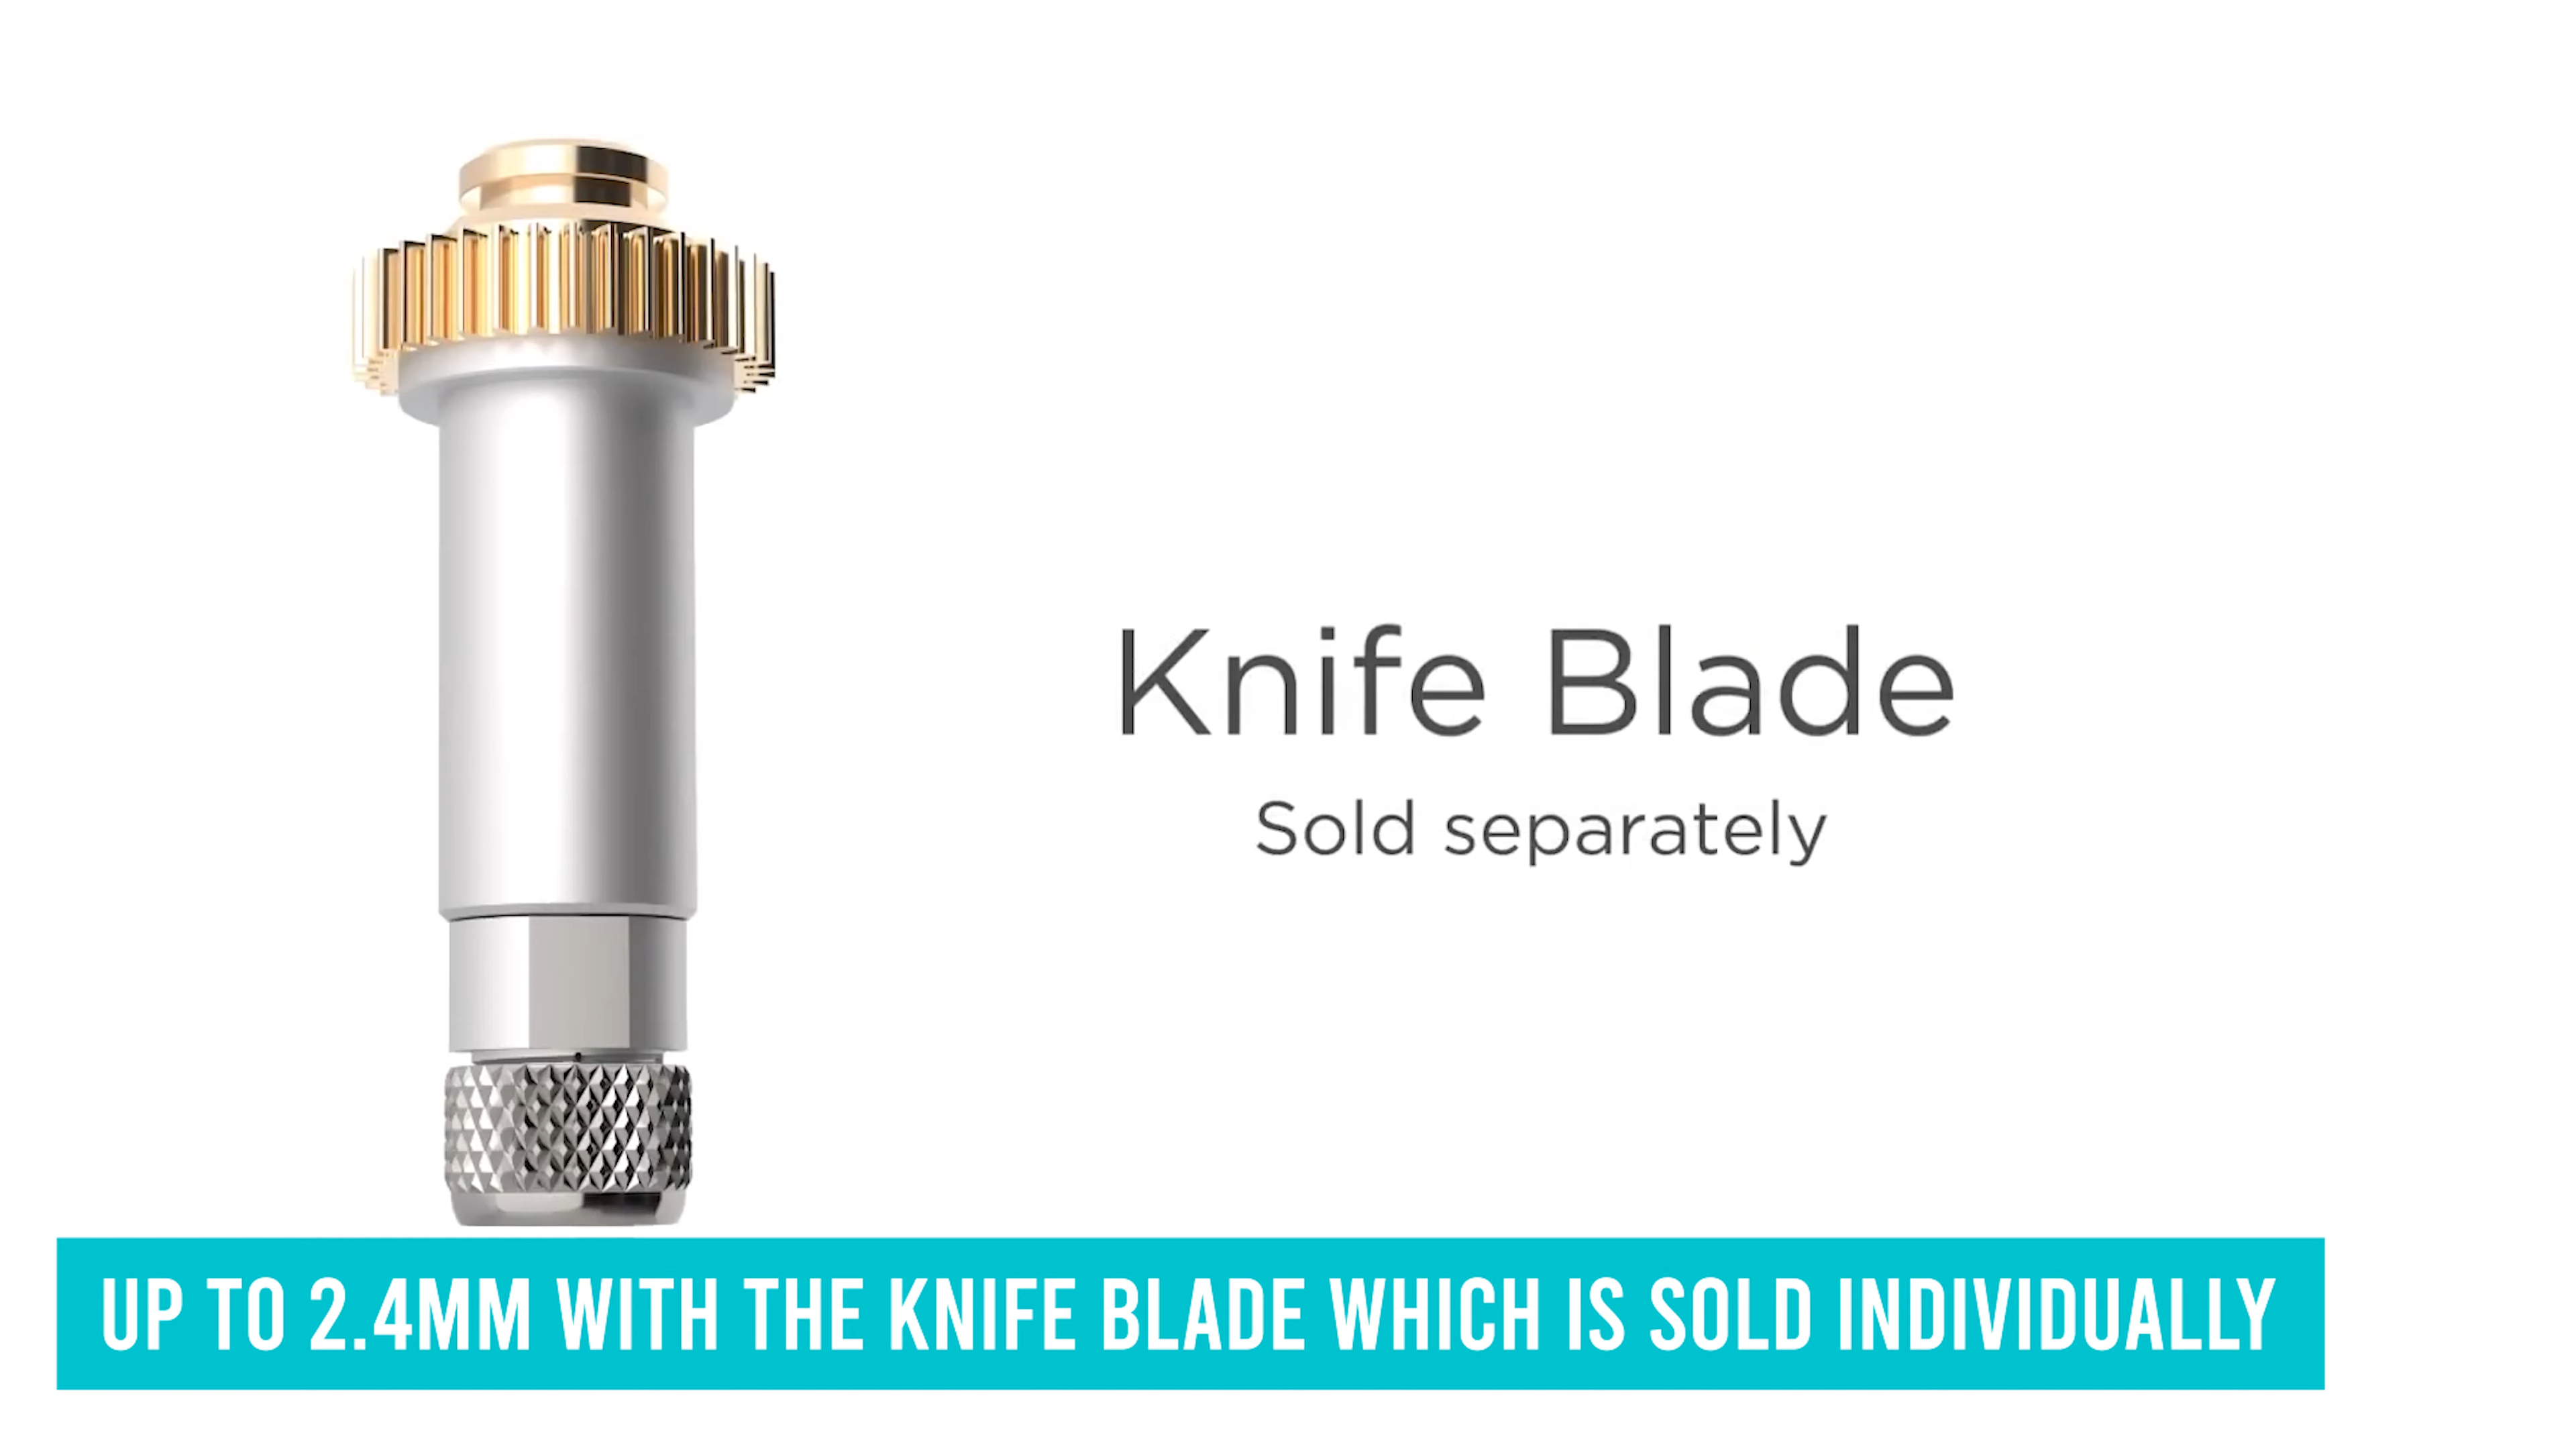 Knife Blade
Sold separately
UP TO 2.4MM WITH THE KNIFE BLADE WHICH IS SOLD INDIVIDUALLY